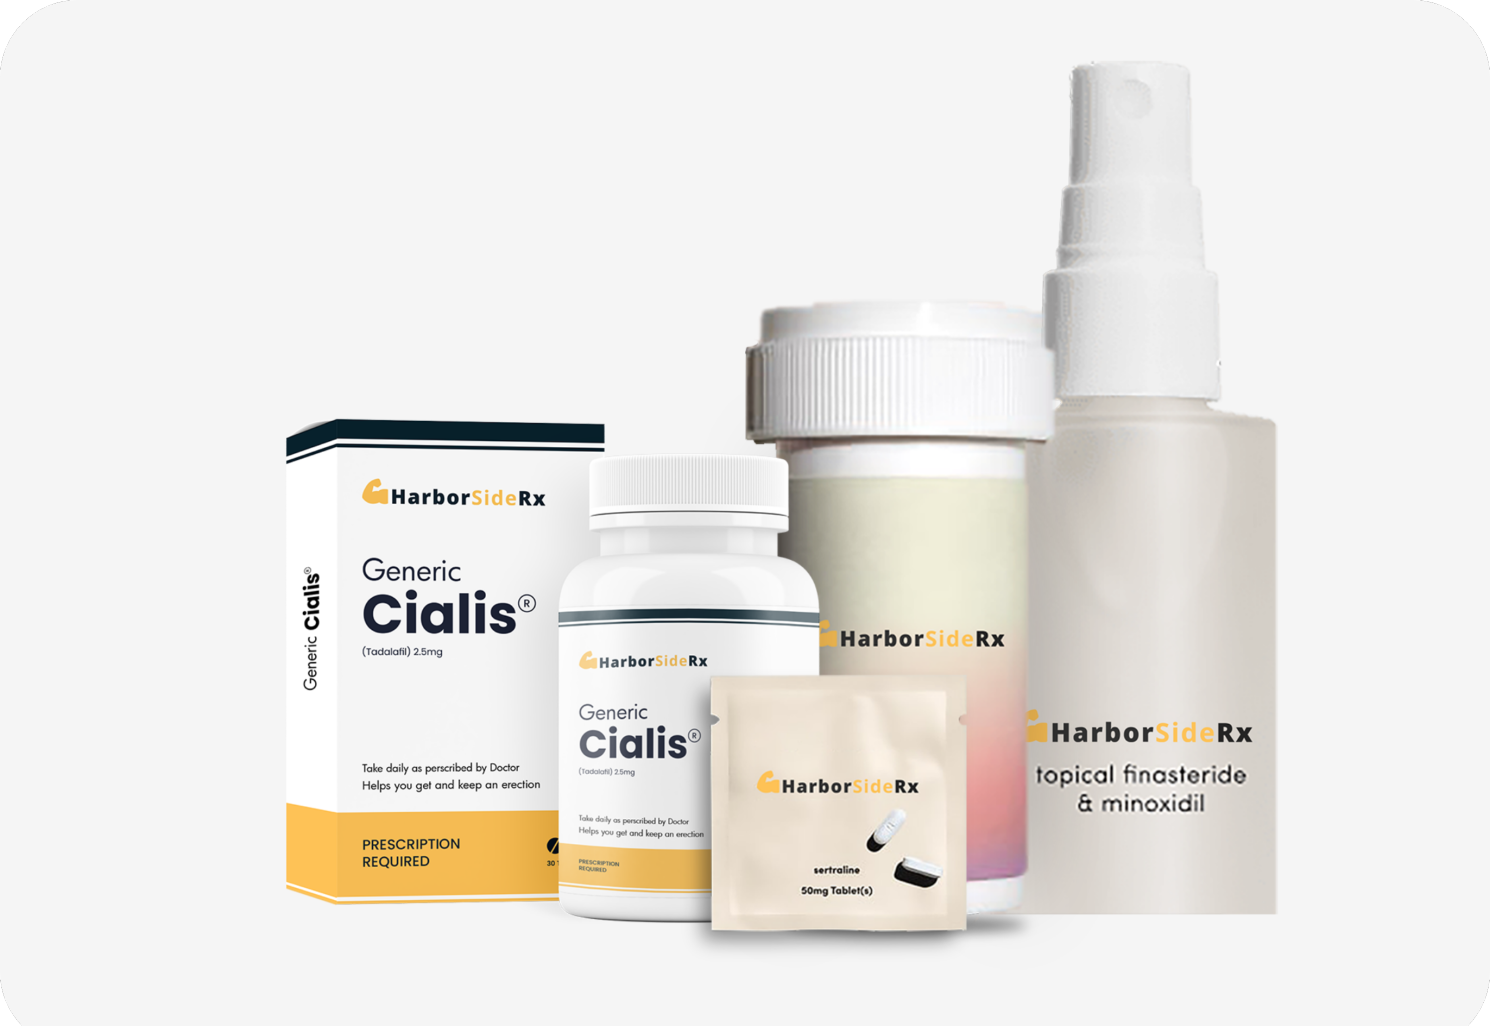 HarborSideRx
Generic
Cialis®
(Tadalafil) 2.5mg
Take daily as perscribed by Doctor
Helps you get and keep an erection
PRESCRIPTION
REQUIRED
30
Generic Cialis®
HarborSideRx
Generic
Cialis®
(Tadalafil) 2.5mg
Take daily as perscribed by Doctor
Helps you get and keep an erection
PRESCRIPTION
REQUIRED
HarborSideRx
sertraline
50mg Tablet(s)
HarborSideRx
HarborSideRx
topical finasteride
& minoxidil